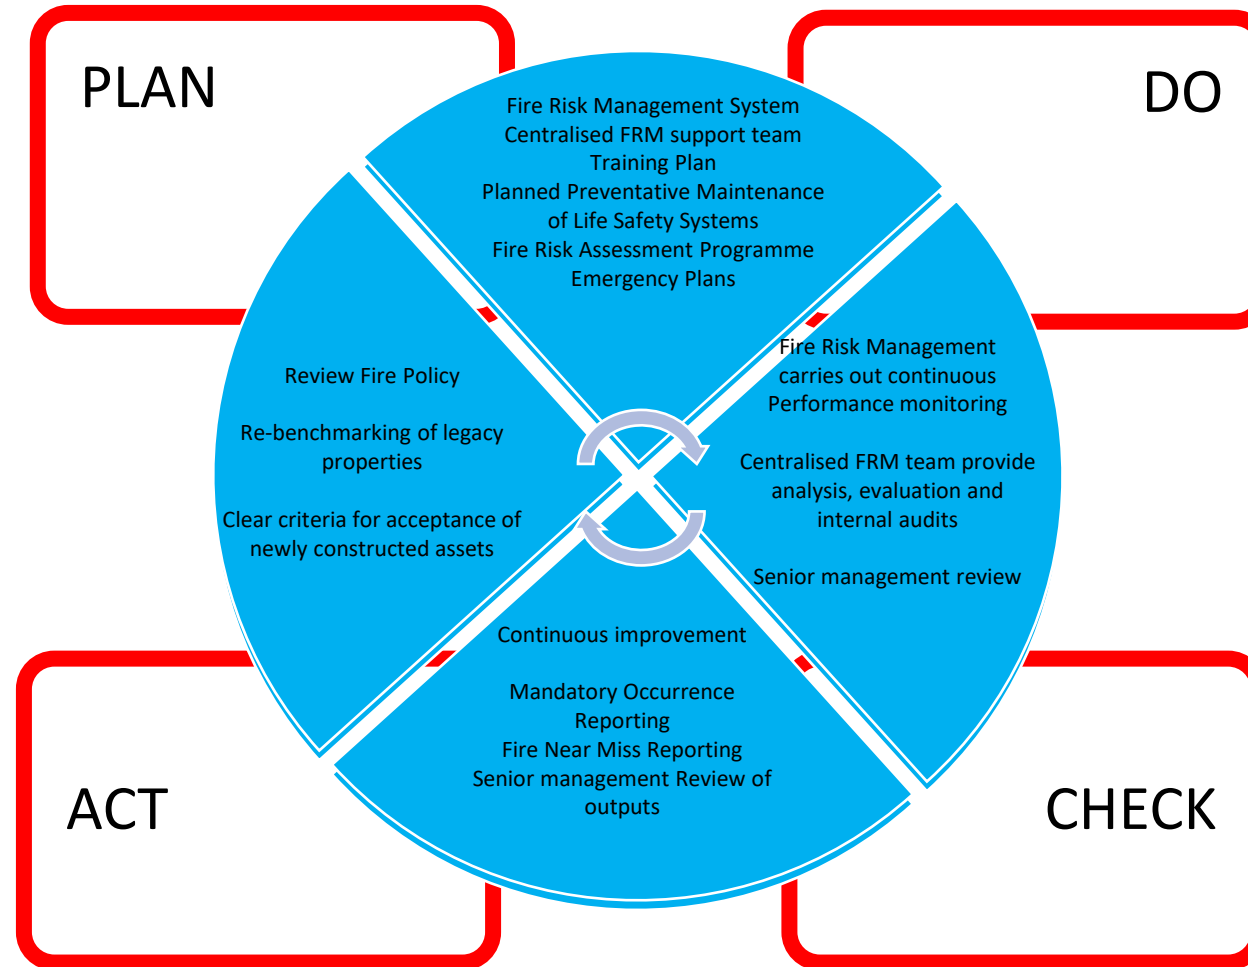 PLAN
DO
Fire Risk Management System
Centralised FRM support team
Training Plan
Planned Preventative Maintenance
of Life Safety Systems
Fire Risk Assessment Programme
Emergency Plans
Fire Risk Management
carries out continuous
Performance monitoring
Centralised FRM team provide
analysis, evaluation and
internal audits
Senior management review
Review Fire Policy
Re-benchmarking of legacy
properties
Clear criteria for acceptance of
newly constructed assets
Continuous improvement
Mandatory Occurrence
Reporting
Fire Near Miss Reporting
Senior management Review of
outputs
ACT
CHECK